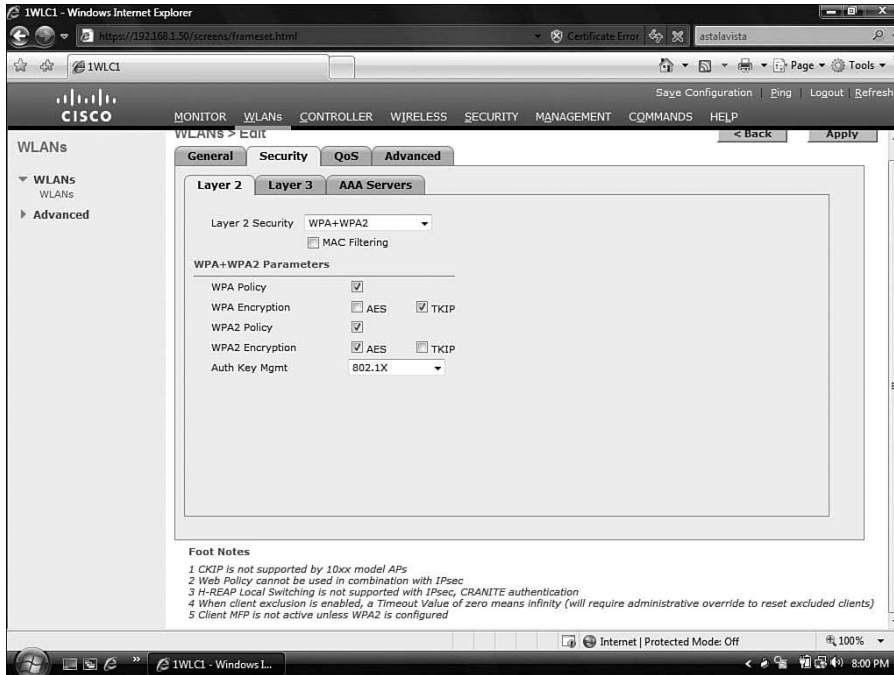 1WLC1 - Windows Internet Explorer
https://192.168.1.50/screens/frameset.html
Certificate Error
astalavista
1WLC1
Page
Tools
Save Configuration | Ping | Logout | Refresh
CISCO
MONITOR WLANs CONTROLLER WIRELESS SECURITY MANAGEMENT COMMANDS HELP
WLANs
WLANs > Edit
< Back
Apply
WLANs
WLANs
Advanced
General
Security
QoS
Advanced
Layer 2
Layer 3
AAA Servers
Layer 2 Security WPA+WPA2
MAC Filtering
WPA+WPA2 Parameters
WPA Policy
WPA Encryption AES TKIP
WPA2 Policy
WPA2 Encryption AES TKIP
Auth Key Mgmt 802.1X
Foot Notes
1 CKIP is not supported by 10xx model APs
2 Web Policy cannot be used in combination with IPsec
3 H-REAP Local Switching is not supported with IPsec, CRANITE authentication
4 When client exclusion is enabled, a Timeout Value of zero means infinity (will require administrative override to reset excluded clients)
5 Client MFP is not active unless WPA2 is configured
Internet | Protected Mode: Off
100%
1WLC1 - Windows I...
8:00 PM